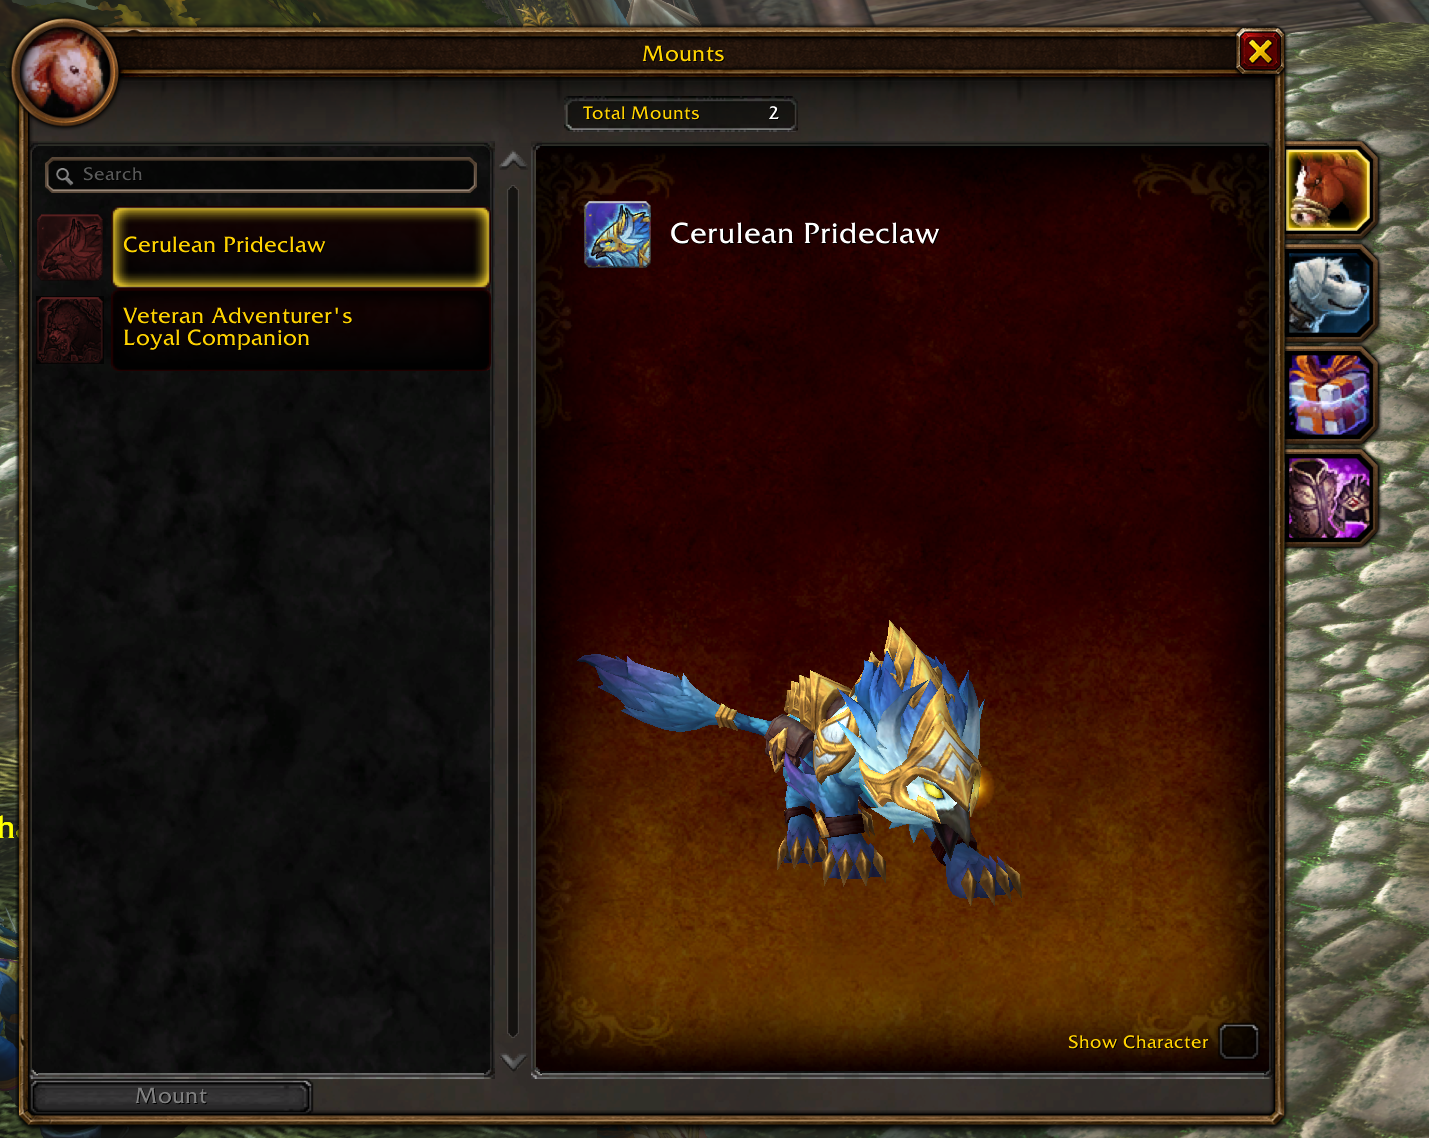 Mounts
Total Mounts 2
Search
Cerulean Prideclaw
Veteran Adventurer's
Loyal Companion
Cerulean Prideclaw
Show Character
Mount